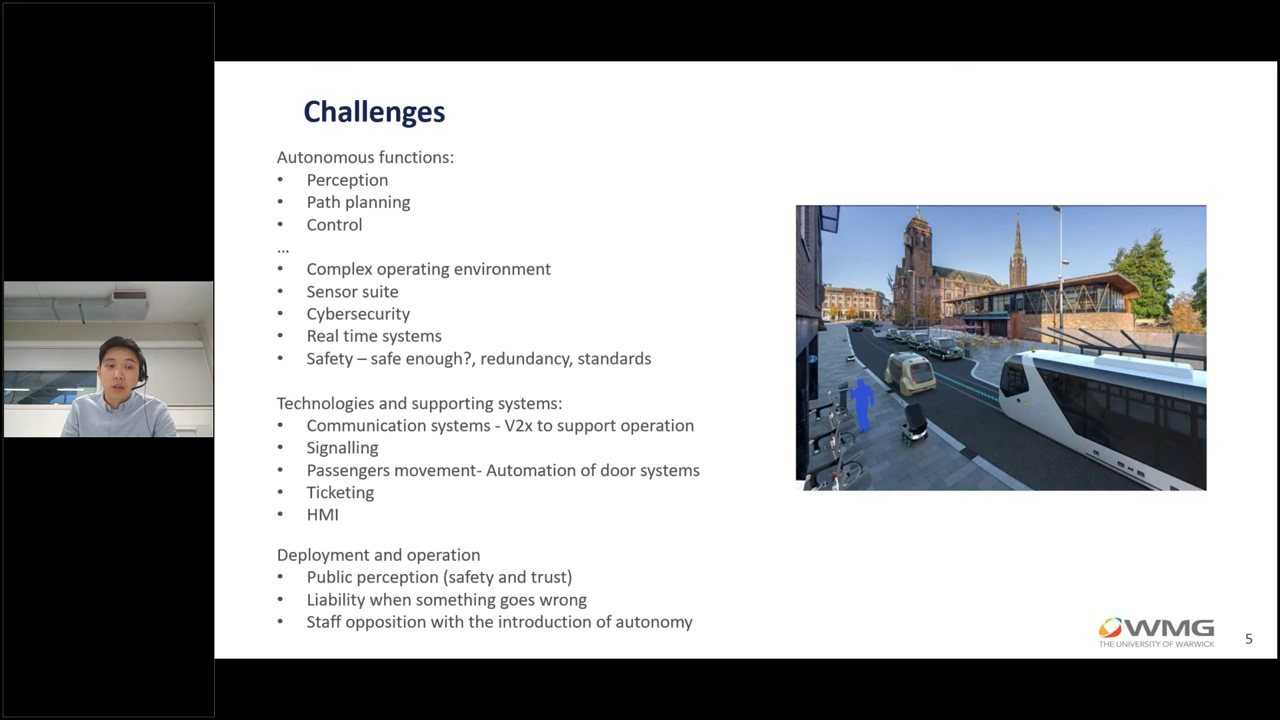 Challenges
Autonomous functions:
• Perception
• Path planning
• Control
...
• Complex operating environment
• Sensor suite
• Cybersecurity
• Real time systems
• Safety – safe enough?, redundancy, standards
Technologies and supporting systems:
• Communication systems - V2x to support operation
• Signalling
• Passengers movement- Automation of door systems
• Ticketing
• HMI
Deployment and operation
• Public perception (safety and trust)
• Liability when something goes wrong
• Staff opposition with the introduction of autonomy
WMG
THE UNIVERSITY OF WARWICK
5